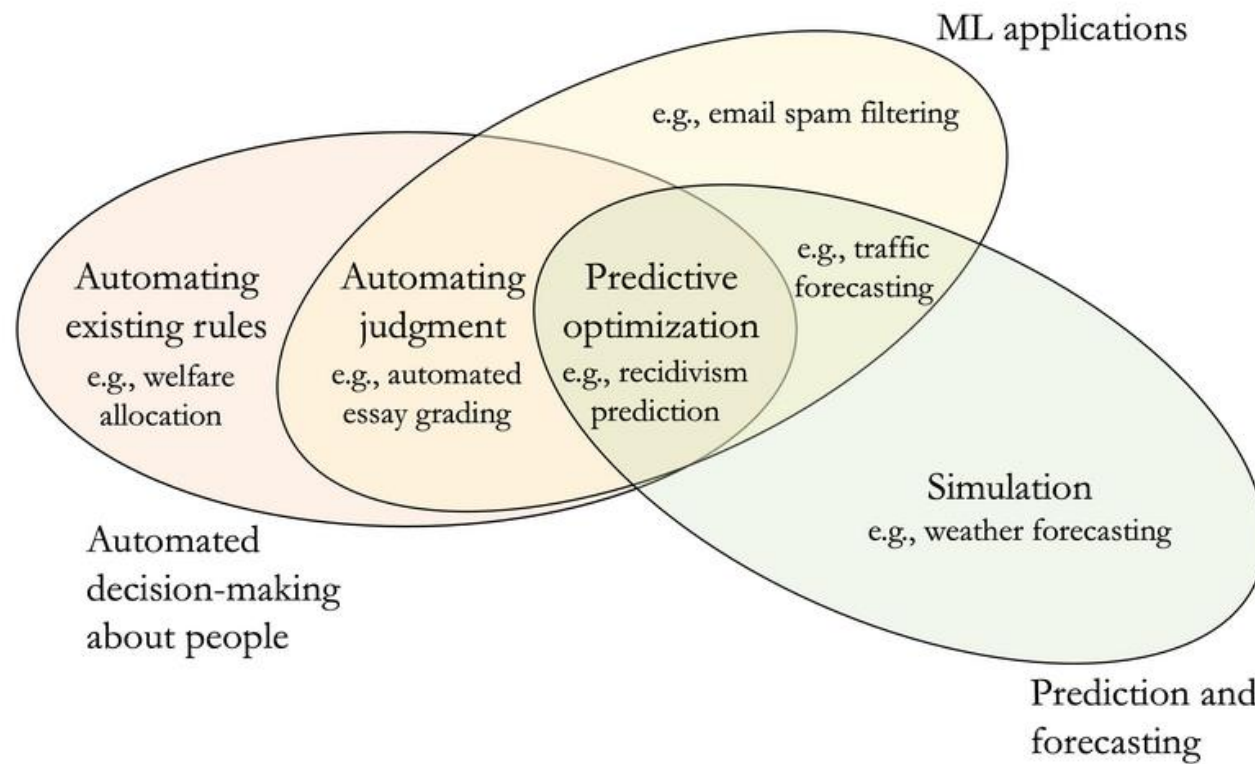 ML applications
e.g., email spam filtering
Automating
existing rules
e.g., welfare
allocation
Automating
judgment
e.g., automated
essay grading
Predictive
optimization
e.g., recidivism
prediction
e.g., traffic
forecasting
Simulation
e.g., weather forecasting
Automated
decision-making
about people
Prediction and
forecasting